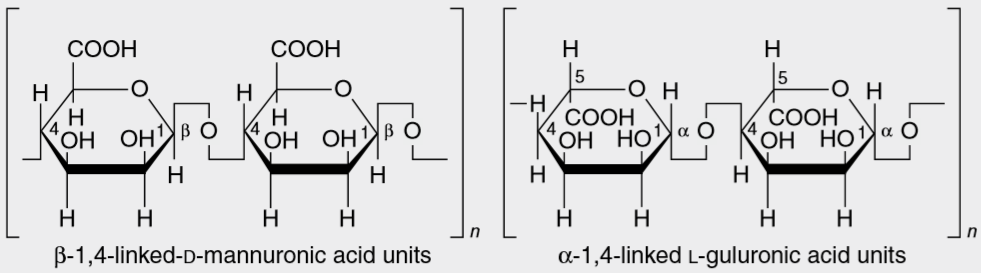 COOH COOH H H
H O H O 5 O H 5 O H
H H H COOH COOH
4 OH OH 1 β O 4 OH OH 1 β O 4 OH HO 1 α O 4 OH HO 1 α O
H H H H
H H H H n H H H H n
β-1,4-linked-D-mannuronic acid units α-1,4-linked L-guluronic acid units